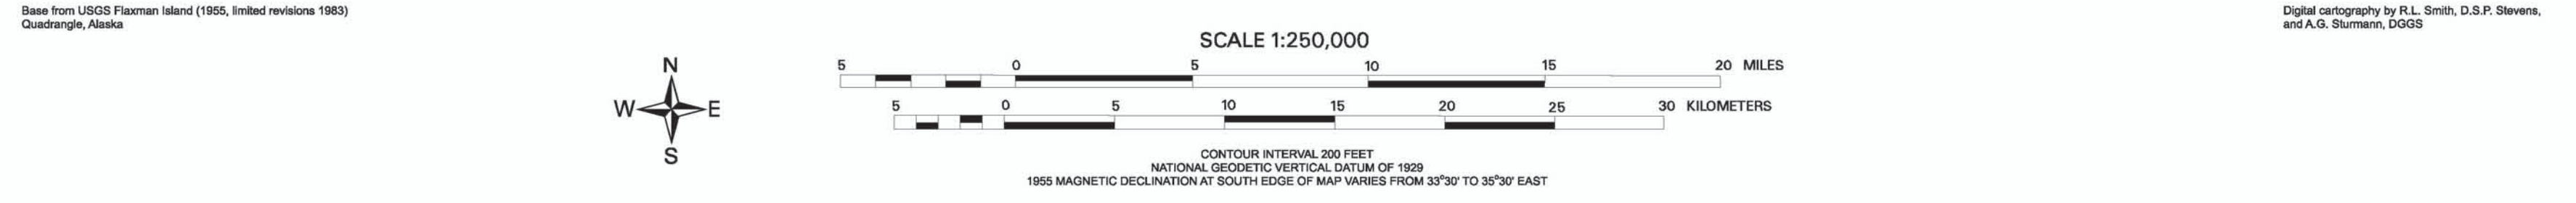 Base from USGS Flaxman Island (1955, limited revisions 1983)
Quadrangle, Alaska
Digital cartography by R.L. Smith, D.S.P. Stevens,
and A.G. Sturmann, DGGS
SCALE 1:250,000
N
W E
S
5 0 5 10 15 20 MILES
5 0 5 10 15 20 25 30 KILOMETERS
CONTOUR INTERVAL 200 FEET
NATIONAL GEODETIC VERTICAL DATUM OF 1929
1955 MAGNETIC DECLINATION AT SOUTH EDGE OF MAP VARIES FROM 33°30' TO 35°30' EAST